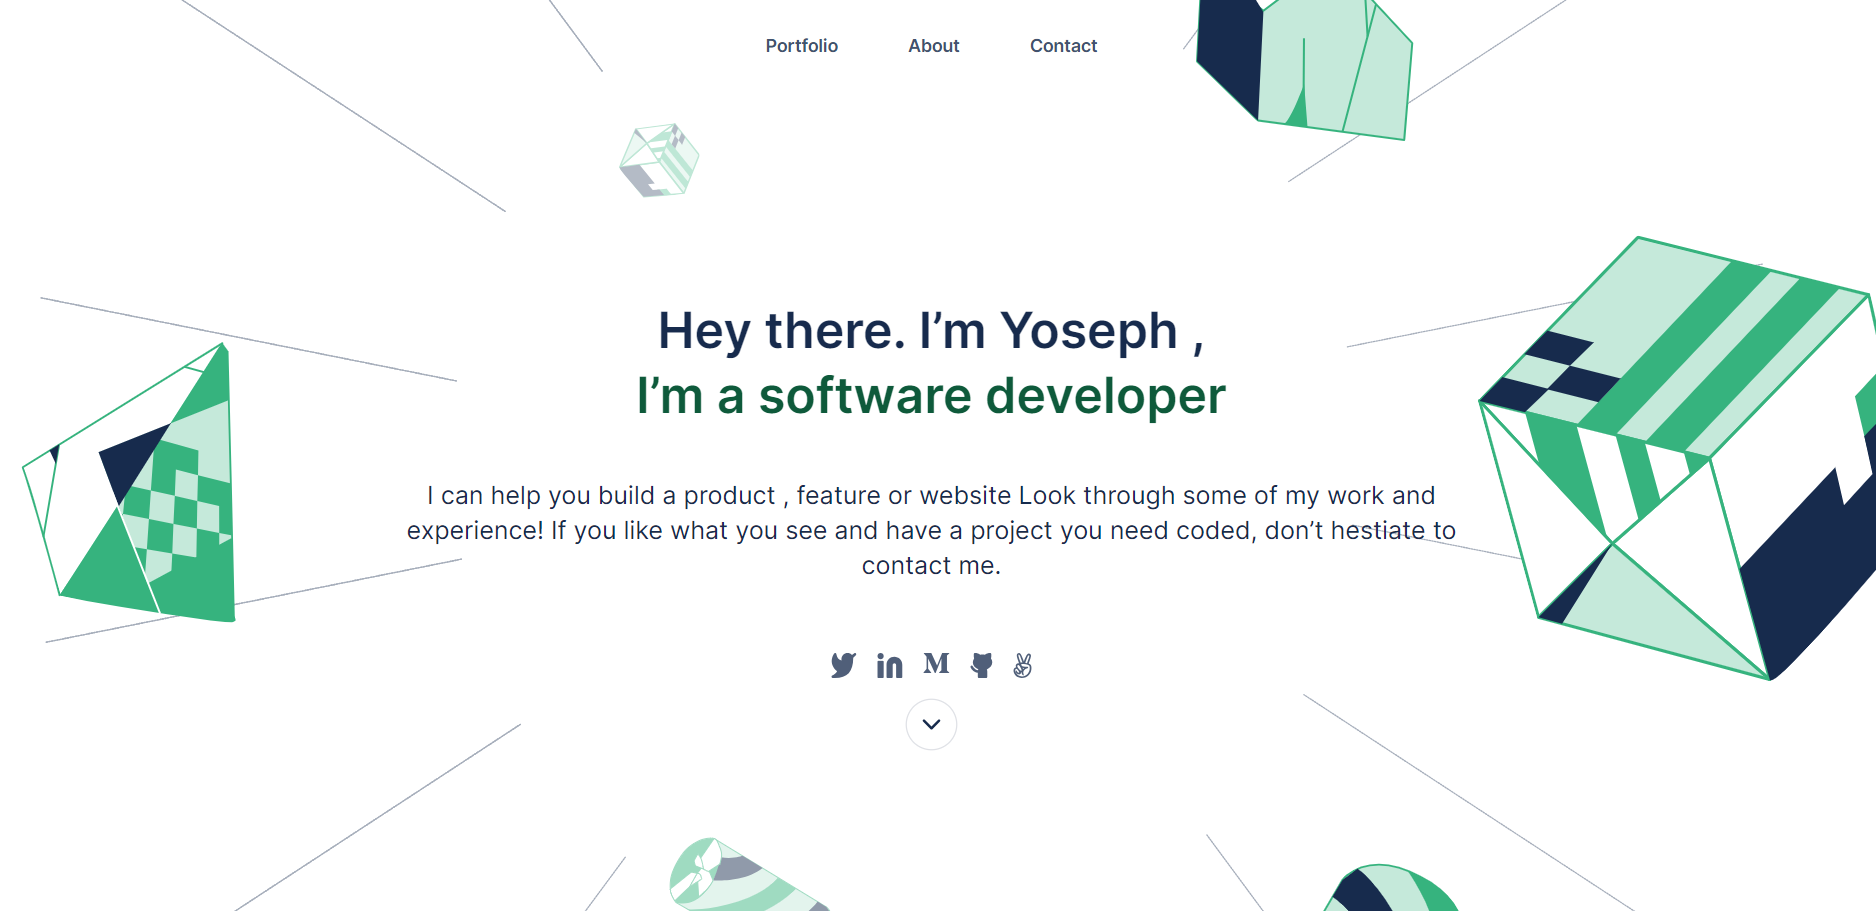 Portfolio About Contact
Hey there. I’m Yoseph ,
I’m a software developer
I can help you build a product , feature or website Look through some of my work and
experience! If you like what you see and have a project you need coded, don’t hestiate to
contact me.